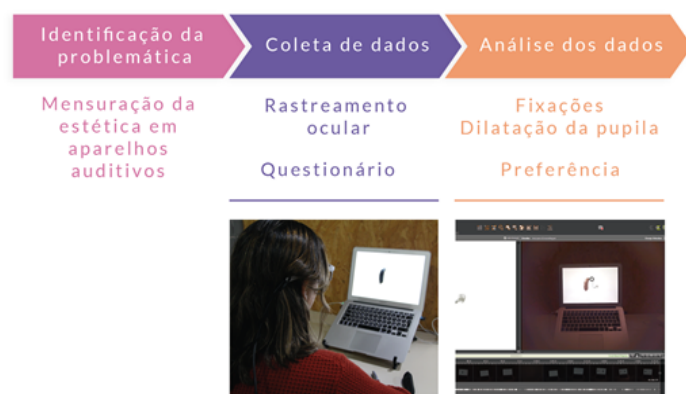 Identificação da
problemática
Coleta de dados
Análise dos dados
Mensuração da
estética em
aparelhos
auditivos
Rastreamento
ocular
Questionário
Fixações
Dilatação da pupila
Preferência